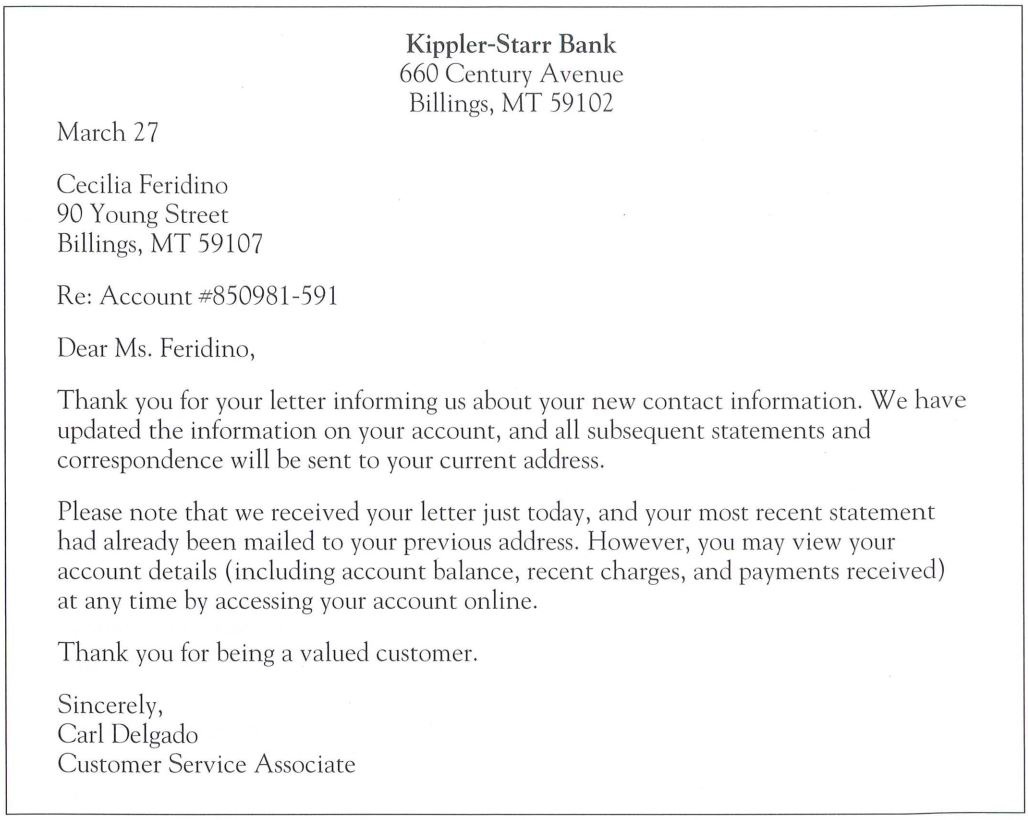 Kippler-Starr Bank
660 Century Avenue
Billings, MT 59102
March 27
Cecilia Feridino
90 Young Street
Billings, MT 59107
Re: Account #850981-591
Dear Ms. Feridino,
Thank you for your letter informing us about your new contact information. We have
updated the information on your account, and all subsequent statements and
correspondence will be sent to your current address.
Please note that we received your letter just today, and your most recent statement
had already been mailed to your previous address. However, you may view your
account details (including account balance, recent charges, and payments received)
at any time by accessing your account online.
Thank you for being a valued customer.
Sincerely,
Carl Delgado
Customer Service Associate